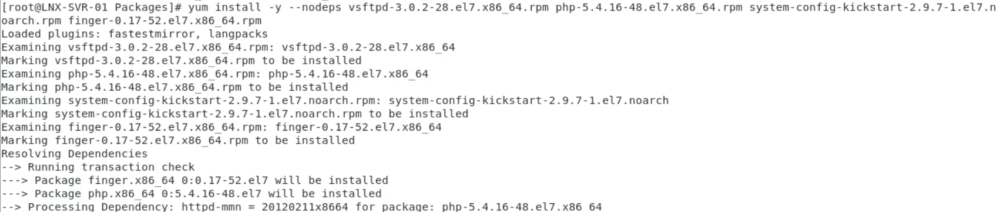 [root@LNX-SVR-01 Packages]# yum install -y --nodeps vsftpd-3.0.2-28.el7.x86_64.rpm php-5.4.16-48.el7.x86_64.rpm system-config-kickstart-2.9.7-1.el7.n
oarch.rpm finger-0.17-52.el7.x86_64.rpm
Loaded plugins: fastestmirror, langpacks
Examining vsftpd-3.0.2-28.el7.x86_64.rpm: vsftpd-3.0.2-28.el7.x86_64
Marking vsftpd-3.0.2-28.el7.x86_64.rpm to be installed
Examining php-5.4.16-48.el7.x86_64.rpm: php-5.4.16-48.el7.x86_64
Marking php-5.4.16-48.el7.x86_64.rpm to be installed
Examining system-config-kickstart-2.9.7-1.el7.noarch.rpm: system-config-kickstart-2.9.7-1.el7.noarch
Marking system-config-kickstart-2.9.7-1.el7.noarch.rpm to be installed
Examining finger-0.17-52.el7.x86_64.rpm: finger-0.17-52.el7.x86_64
Marking finger-0.17-52.el7.x86_64.rpm to be installed
Resolving Dependencies
--> Running transaction check
---> Package finger.x86_64 0:0.17-52.el7 will be installed
---> Package php.x86_64 0:5.4.16-48.el7 will be installed
--> Processing Dependency: httpd-mmn = 20120211x8664 for package: php-5.4.16-48.el7.x86_64